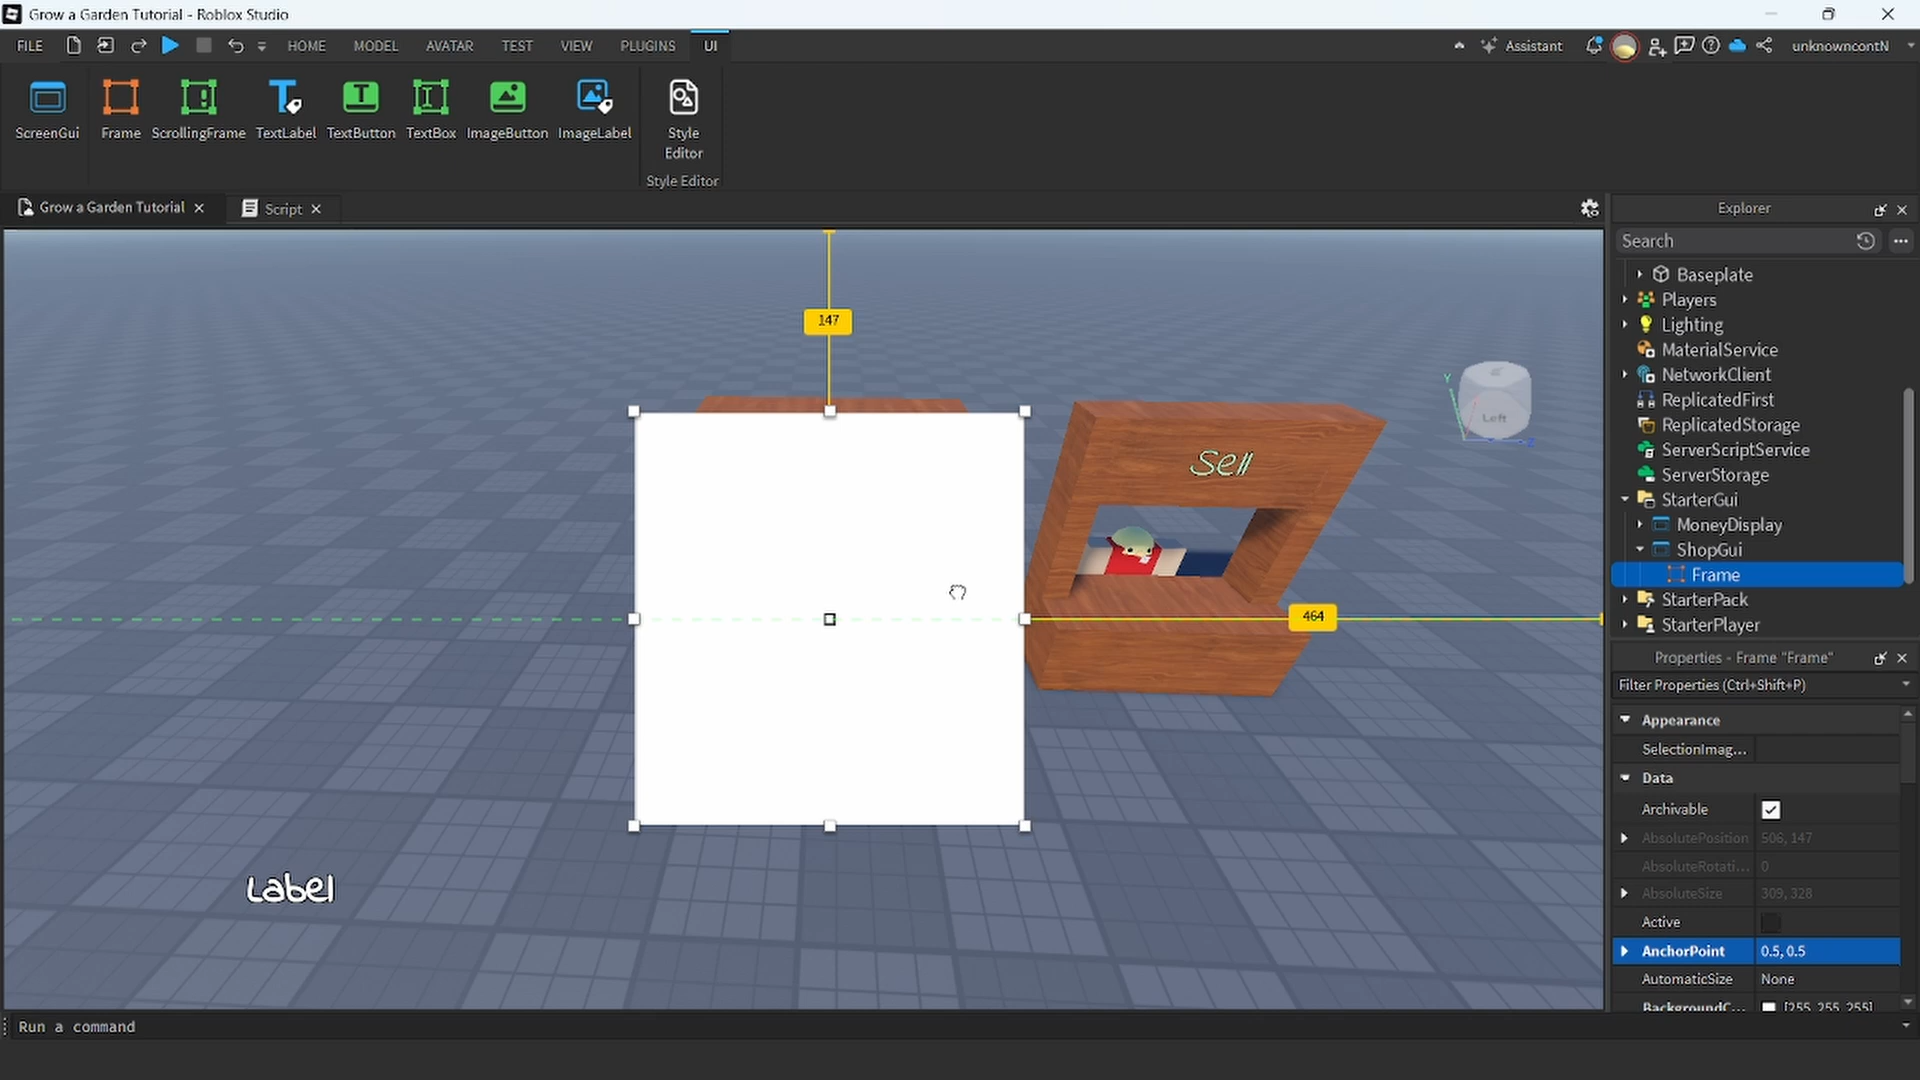 Grow a Garden Tutorial - Roblox Studio
FILE
HOME
MODEL
AVATAR
TEST
VIEW
PLUGINS
UI
Assistant
unknowncontN
ScreenGui
Frame
ScrollingFrame
TextLabel
TextButton
TextBox
ImageButton
ImageLabel
Style
Editor
Style Editor
Grow a Garden Tutorial
Script
Explorer
Search
Baseplate
Players
Lighting
MaterialService
NetworkClient
ReplicatedFirst
ReplicatedStorage
ServerScriptService
ServerStorage
StarterGui
MoneyDisplay
ShopGui
Frame
StarterPack
StarterPlayer
147
Y
Left
Z
Sell
464
Label
Properties - Frame "Frame"
Filter Properties (Ctrl+Shift+P)
Appearance
SelectionImag...
Data
Archivable
AbsolutePosition 506, 147
AbsoluteRotati... 0
AbsoluteSize 309, 328
Active
AnchorPoint 0.5, 0.5
AutomaticSize None
BackgroundC... [255, 255, 255]
Run a command